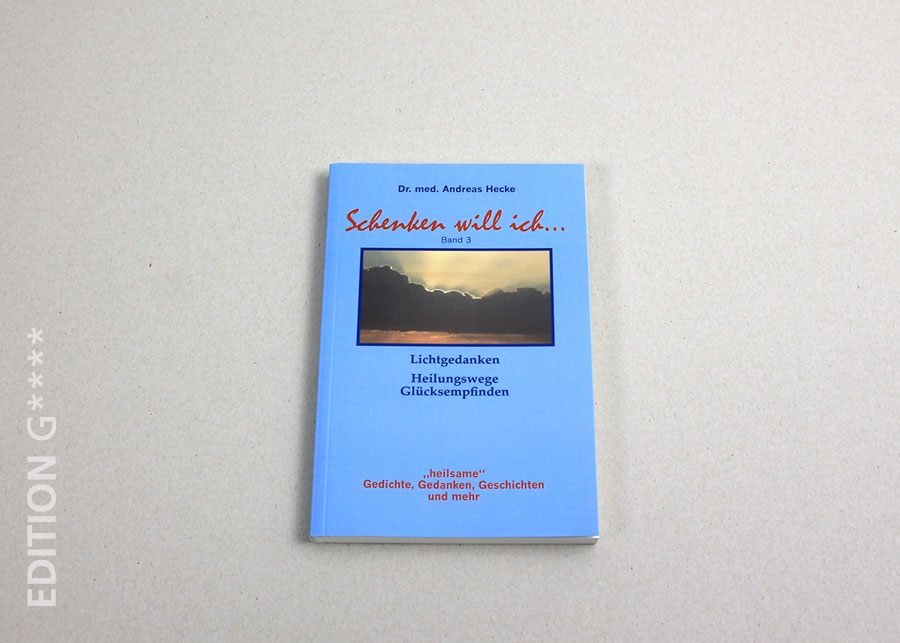 Dr. med. Andreas Hecke
Schenken will ich...
Band 3
Lichtgedanken
Heilungswege
Glücksempfinden
„heilsame“
Gedichte, Gedanken, Geschichten
und mehr
EDITION G****